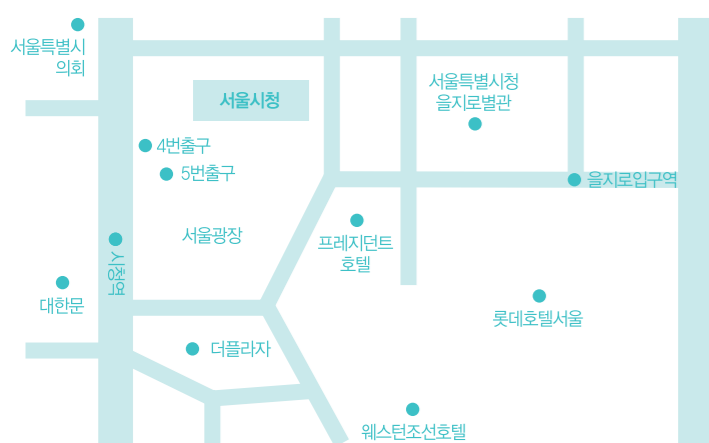 서울특별시
의회
서울시청
서울특별시청
을지로별관
4번출구
5번출구
을지로입구역
서울광장
프레지던트
호텔
시청역
대한문
롯데호텔서울
더플라자
웨스턴조선호텔